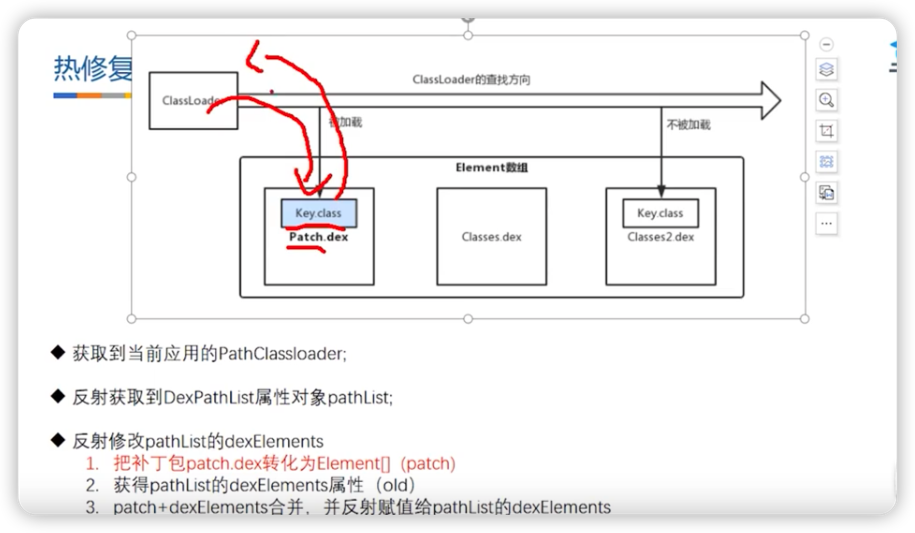 热修复
ClassLoader的查找方向
ClassLoade
被加载
不被加载
Element数组
Key.class
Patch.dex
Classes.dex
Key.class
Classes2.dex
◆ 获取到当前应用的PathClassloader;
◆ 反射获取到DexPathList属性对象pathList;
◆ 反射修改pathList的dexElements
1. 把补丁包patch.dex转化为Element[] (patch)
2. 获得pathList的dexElements属性（old）
3. patch+dexElements合并，并反射赋值给pathList的dexElements